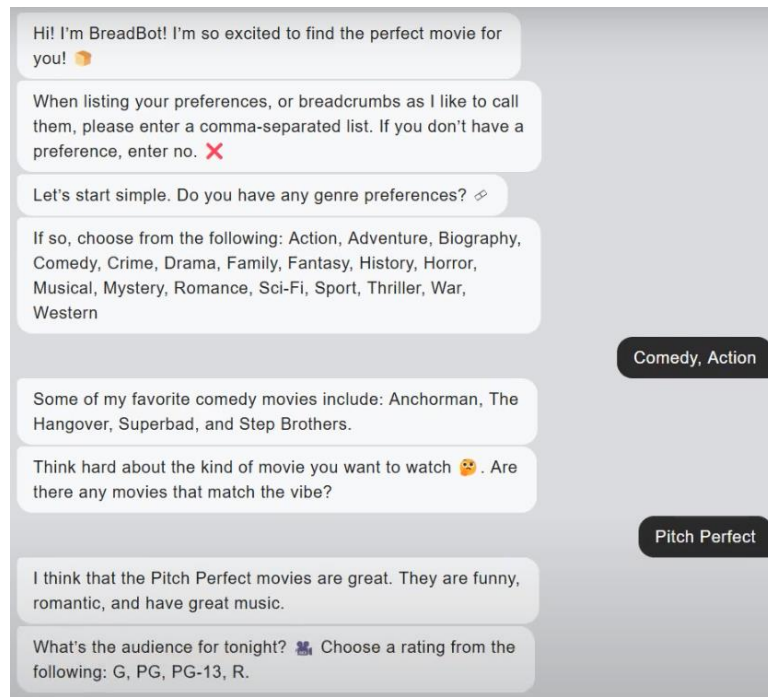 Hi! I'm BreadBot! I'm so excited to find the perfect movie for
you! 🍞
When listing your preferences, or breadcrumbs as I like to call
them, please enter a comma-separated list. If you don't have a
preference, enter no. ❌
Let's start simple. Do you have any genre preferences?
If so, choose from the following: Action, Adventure, Biography,
Comedy, Crime, Drama, Family, Fantasy, History, Horror,
Musical, Mystery, Romance, Sci-Fi, Sport, Thriller, War,
Western
Comedy, Action
Some of my favorite comedy movies include: Anchorman, The
Hangover, Superbad, and Step Brothers.
Think hard about the kind of movie you want to watch 🤔 . Are
there any movies that match the vibe?
Pitch Perfect
I think that the Pitch Perfect movies are great. They are funny,
romantic, and have great music.
What's the audience for tonight? 🎥 Choose a rating from the
following: G, PG, PG-13, R.